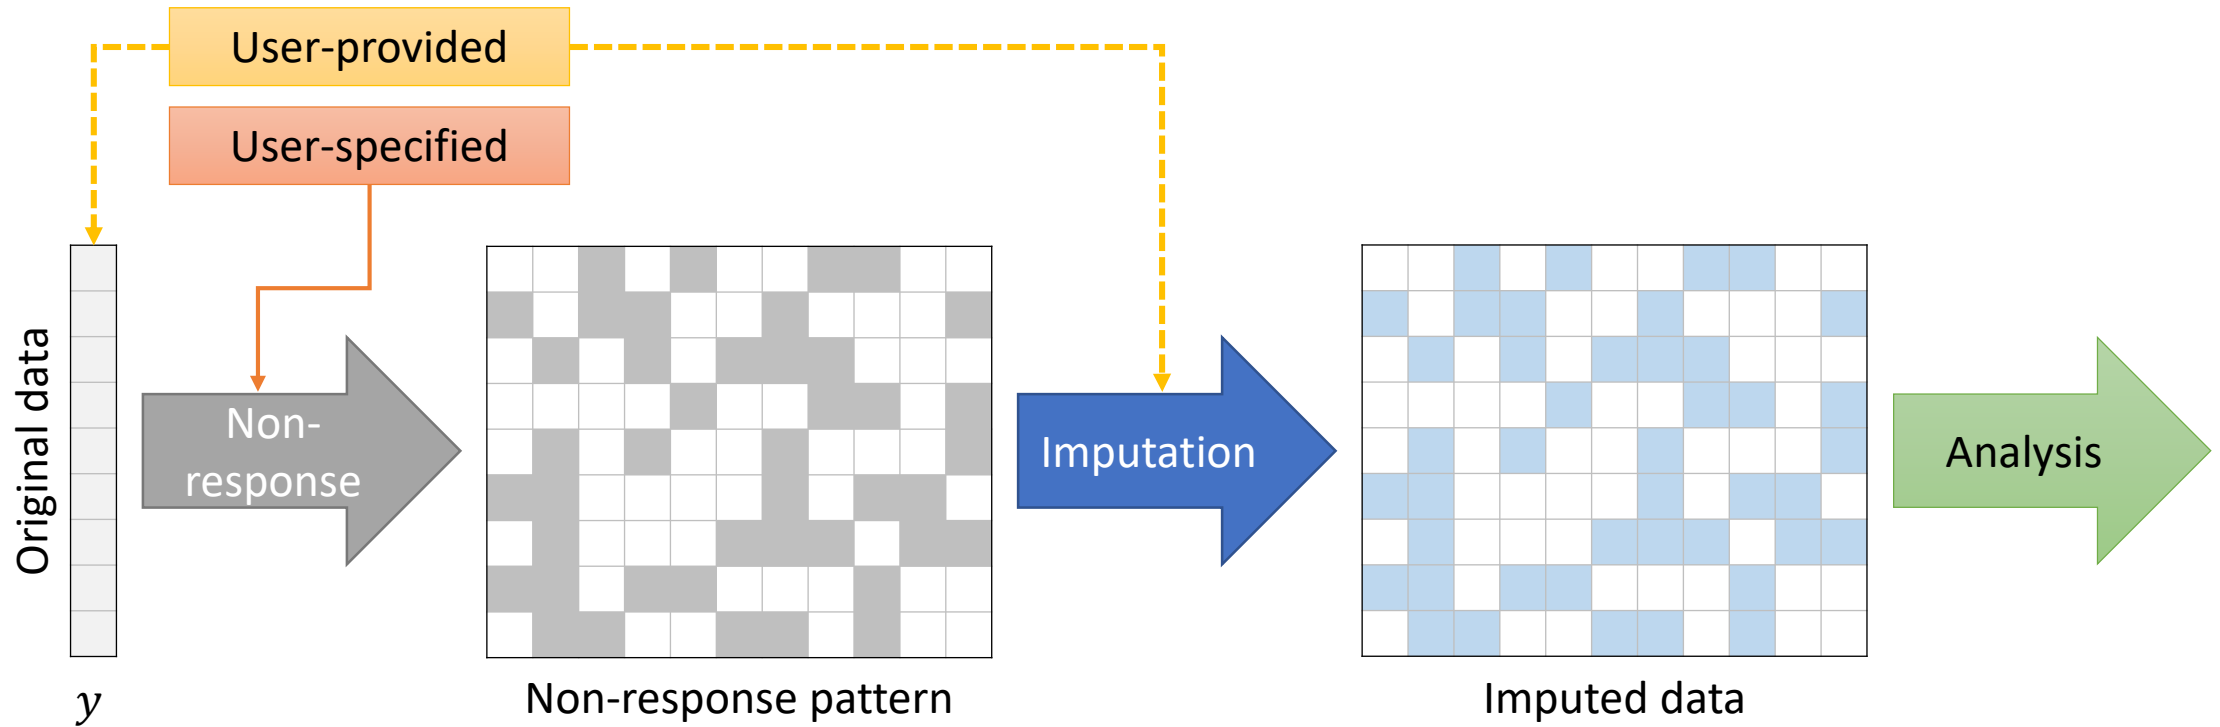 User-provided
User-specified
Original data
Non-
response
Imputation
Analysis
y
Non-response pattern
Imputed data